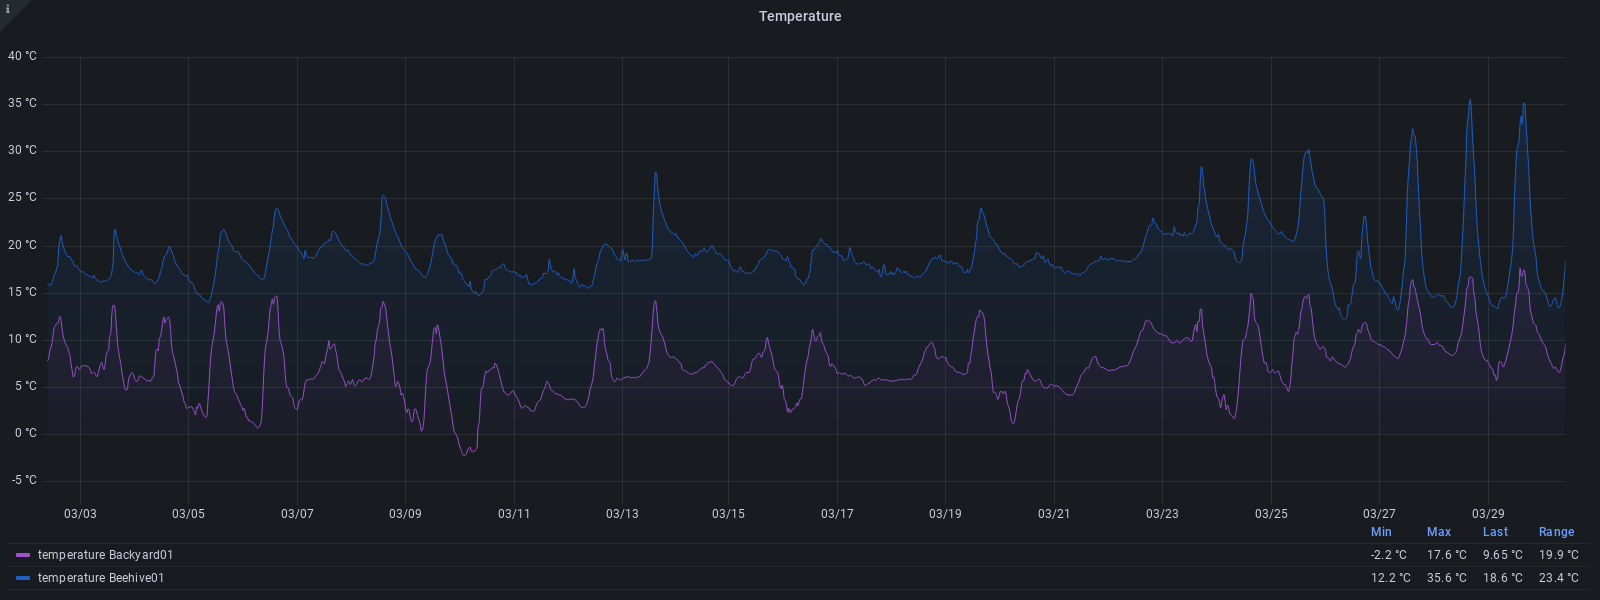 i
Temperature
40 °C
35 °C
30 °C
25 °C
20 °C
15 °C
10 °C
5 °C
0 °C
-5 °C
03/03 03/05 03/07 03/09 03/11 03/13 03/15 03/17 03/19 03/21 03/23 03/25 03/27 03/29
Min Max Last Range
temperature Backyard01 -2.2 °C 17.6 °C 9.65 °C 19.9 °C
temperature Beehive01 12.2 °C 35.6 °C 18.6 °C 23.4 °C